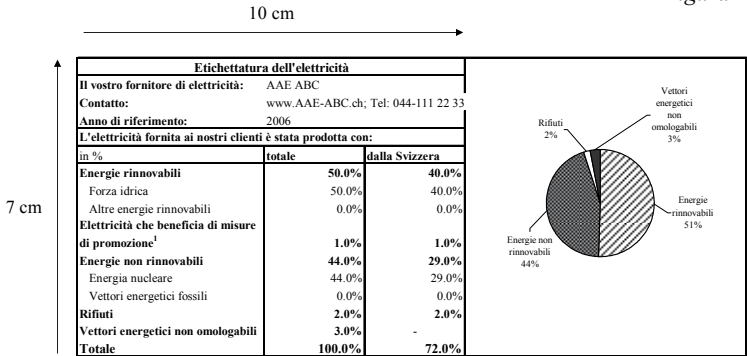 10 cm
7 cm
Etichettatura dell'elettricità
Il vostro fornitore di elettricità: AAE ABC
Contatto: www.AAE-ABC.ch; Tel: 044-111 22 33
Anno di riferimento: 2006
L'elettricità fornita ai nostri clienti è stata prodotta con:
in % totale dalla Svizzera
Energie rinnovabili 50.0% 40.0%
Forza idrica 50.0% 40.0%
Altre energie rinnovabili 0.0% 0.0%
Elettricità che beneficia di misure
di promozione1 1.0% 1.0%
Energie non rinnovabili 44.0% 29.0%
Energia nucleare 44.0% 29.0%
Vettori energetici fossili 0.0% 0.0%
Rifiuti 2.0% 2.0%
Vettori energetici non omologabili 3.0% -
Totale 100.0% 72.0%
Vettori
energetici
non
omologabili
3%
Rifiuti
2%
Energie
rinnovabili
51%
Energie non
rinnovabili
44%